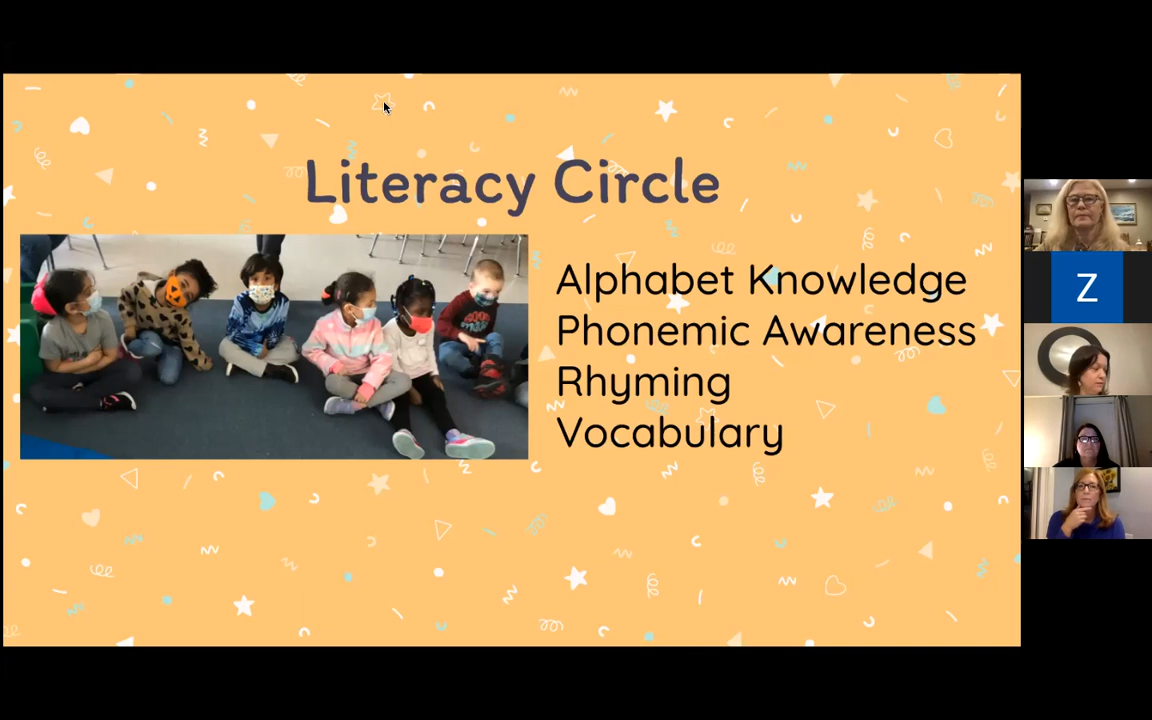 Literacy Circle
Alphabet Knowledge
Phonemic Awareness
Rhyming
Vocabulary
Z